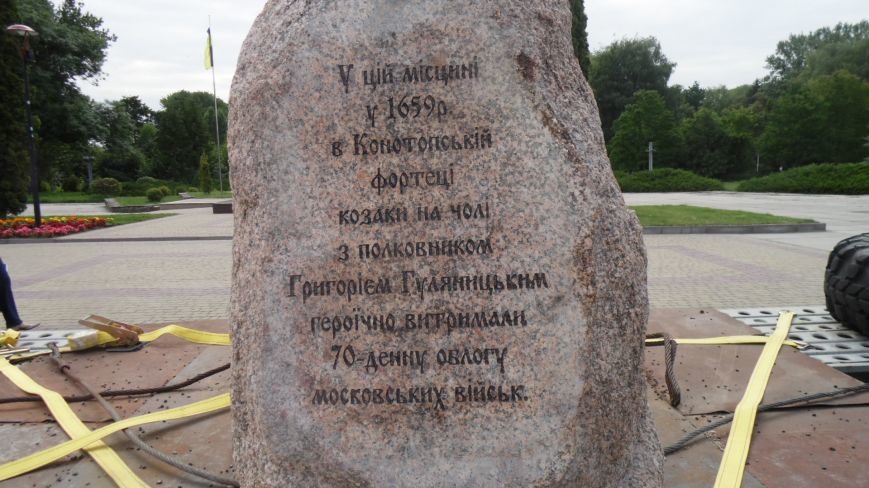 У цій місцині
у 1659р.
в Конотопській
фортеці
козаки на чолі
з полковником
Григорієм Гуляницьким
героїчно витримали
70-денну облогу
московських військ.